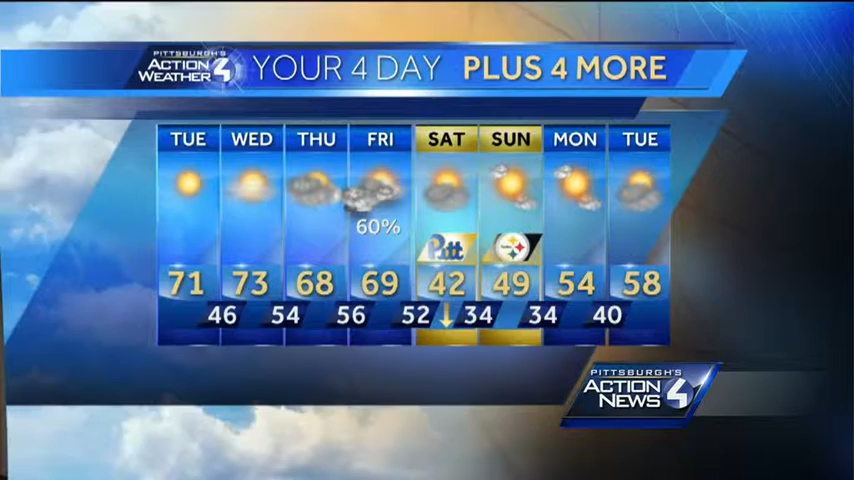 PITTSBURGH'S
ACTION
WEATHER 4
YOUR 4 DAY PLUS 4 MORE
TUE WED THU FRI SAT SUN MON TUE
60%
Pitt
71 73 68 69 42 49 54 58
46 54 56 52 34 34 40
PITTSBURGH'S
ACTION
NEWS 4